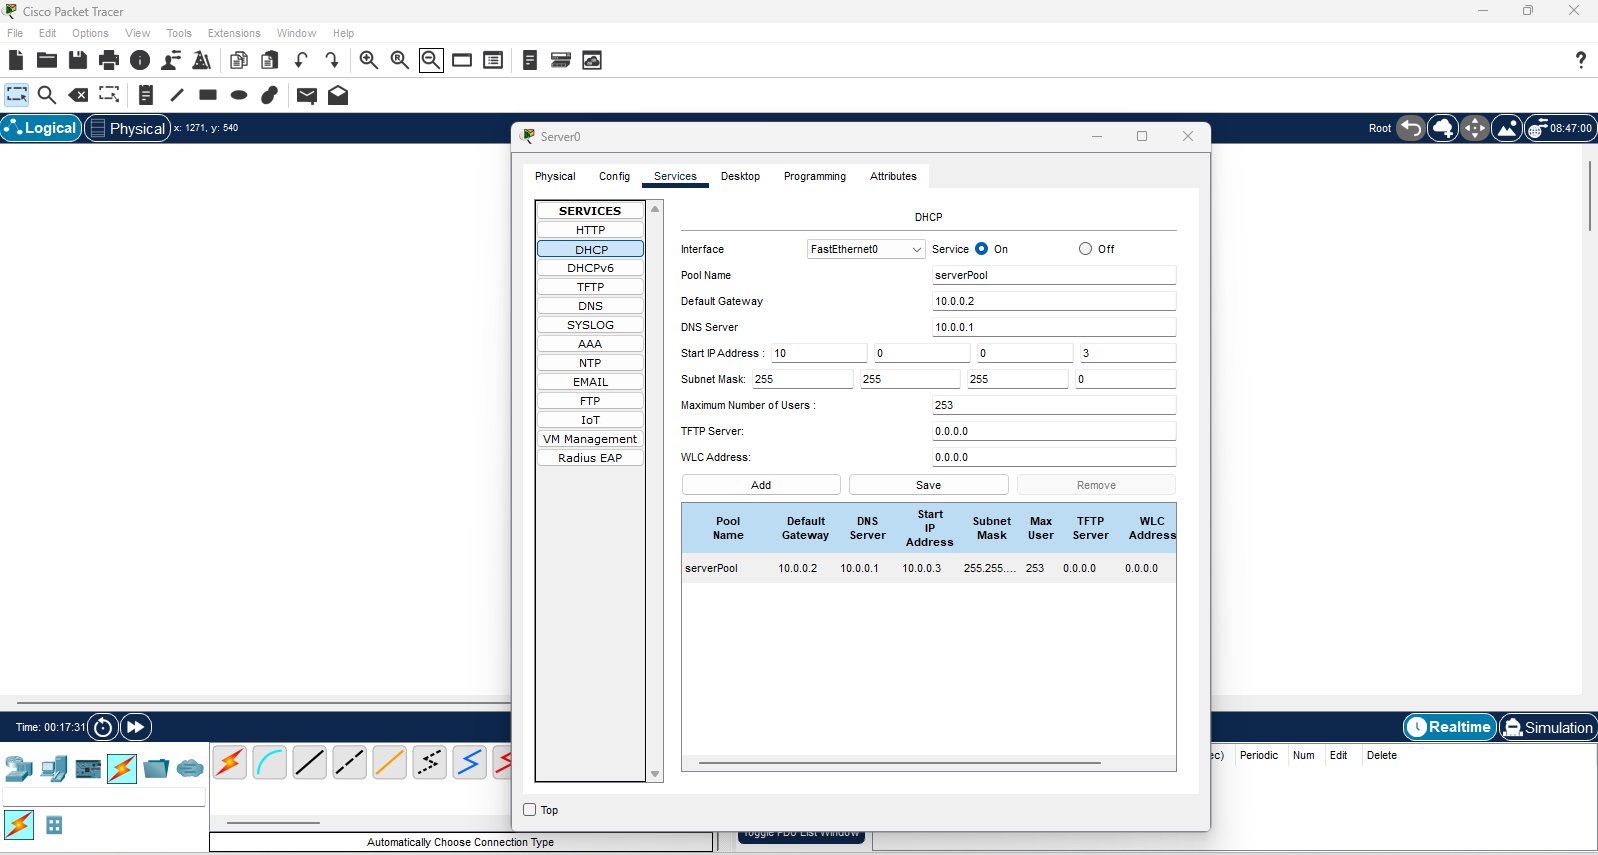 Cisco Packet Tracer
File Edit Options View Tools Extensions Window Help
Logical Physical x: 1271, y: 540
Root 08:47:00
Server0
Physical Config Services Desktop Programming Attributes
SERVICES
HTTP
DHCP
DHCPv6
TFTP
DNS
SYSLOG
AAA
NTP
EMAIL
FTP
IoT
VM Management
Radius EAP
DHCP
Interface FastEthernet0 Service On Off
Pool Name serverPool
Default Gateway 10.0.0.2
DNS Server 10.0.0.1
Start IP Address : 10 0 0 3
Subnet Mask: 255 255 255 0
Maximum Number of Users : 253
TFTP Server: 0.0.0.0
WLC Address: 0.0.0.0
Add Save Remove
Pool Name Default Gateway DNS Server Start IP Address Subnet Mask Max User TFTP Server WLC Address
serverPool 10.0.0.2 10.0.0.1 10.0.0.3 255.255.... 253 0.0.0.0 0.0.0.0
Top
Time: 00:17:31
Realtime Simulation
ec) Periodic Num Edit Delete
Toggle PDU List Window
Automatically Choose Connection Type